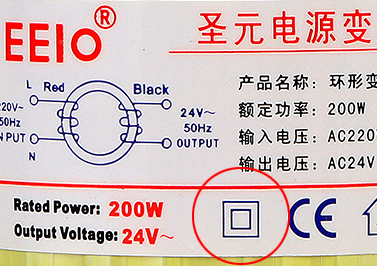 EEIO®
圣元电源变
L Red Black
产品名称: 环形变
220V~ 24V~
额定功率: 200W
50Hz 50Hz
输入电压: AC220
NPUT OUTPUT
N
输出电压: AC24V
Rated Power: 200W
Output Voltage: 24V~
CE